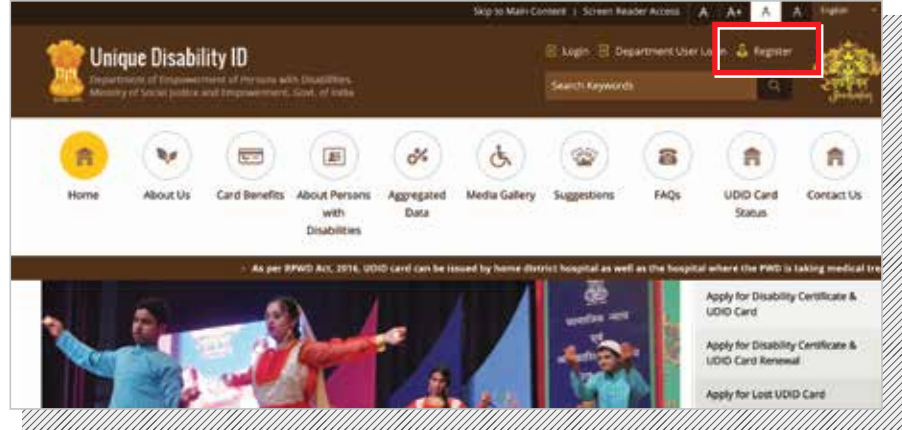 Skip to Main Content | Screen Reader Access A A+ A A English
Unique Disability ID
Department of Empowerment of Persons with Disabilities,
Ministry of Social Justice and Empowerment, Govt. of India
Login Department User Login Register
Search Keywords
Home
About Us
Card Benefits
About Persons
with
Disabilities
Aggregated
Data
Media Gallery
Suggestions
FAQs
UDID Card
Status
Contact Us
As per RPWD Act, 2016, UDID card can be issued by home district hospital as well as the hospital where the PWD is taking medical tre
Apply for Disability Certificate &
UDID Card
Apply for Disability Certificate &
UDID Card Renewal
Apply for Lost UDID Card
सामाजिक न्याय
एवं